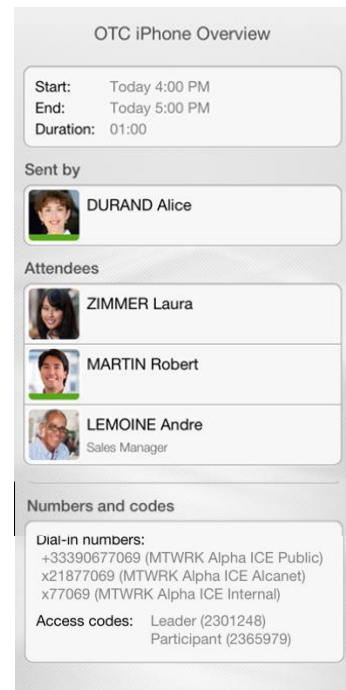 OTC iPhone Overview
Start: Today 4:00 PM
End: Today 5:00 PM
Duration: 01:00
Sent by
DURAND Alice
Attendees
ZIMMER Laura
MARTIN Robert
LEMOINE Andre
Sales Manager
Numbers and codes
Dial-in numbers:
+33390677069 (MTWRK Alpha ICE Public)
x21877069 (MTWRK Alpha ICE Alcanet)
x77069 (MTWRK Alpha ICE Internal)
Access codes: Leader (2301248)
Participant (2365979)